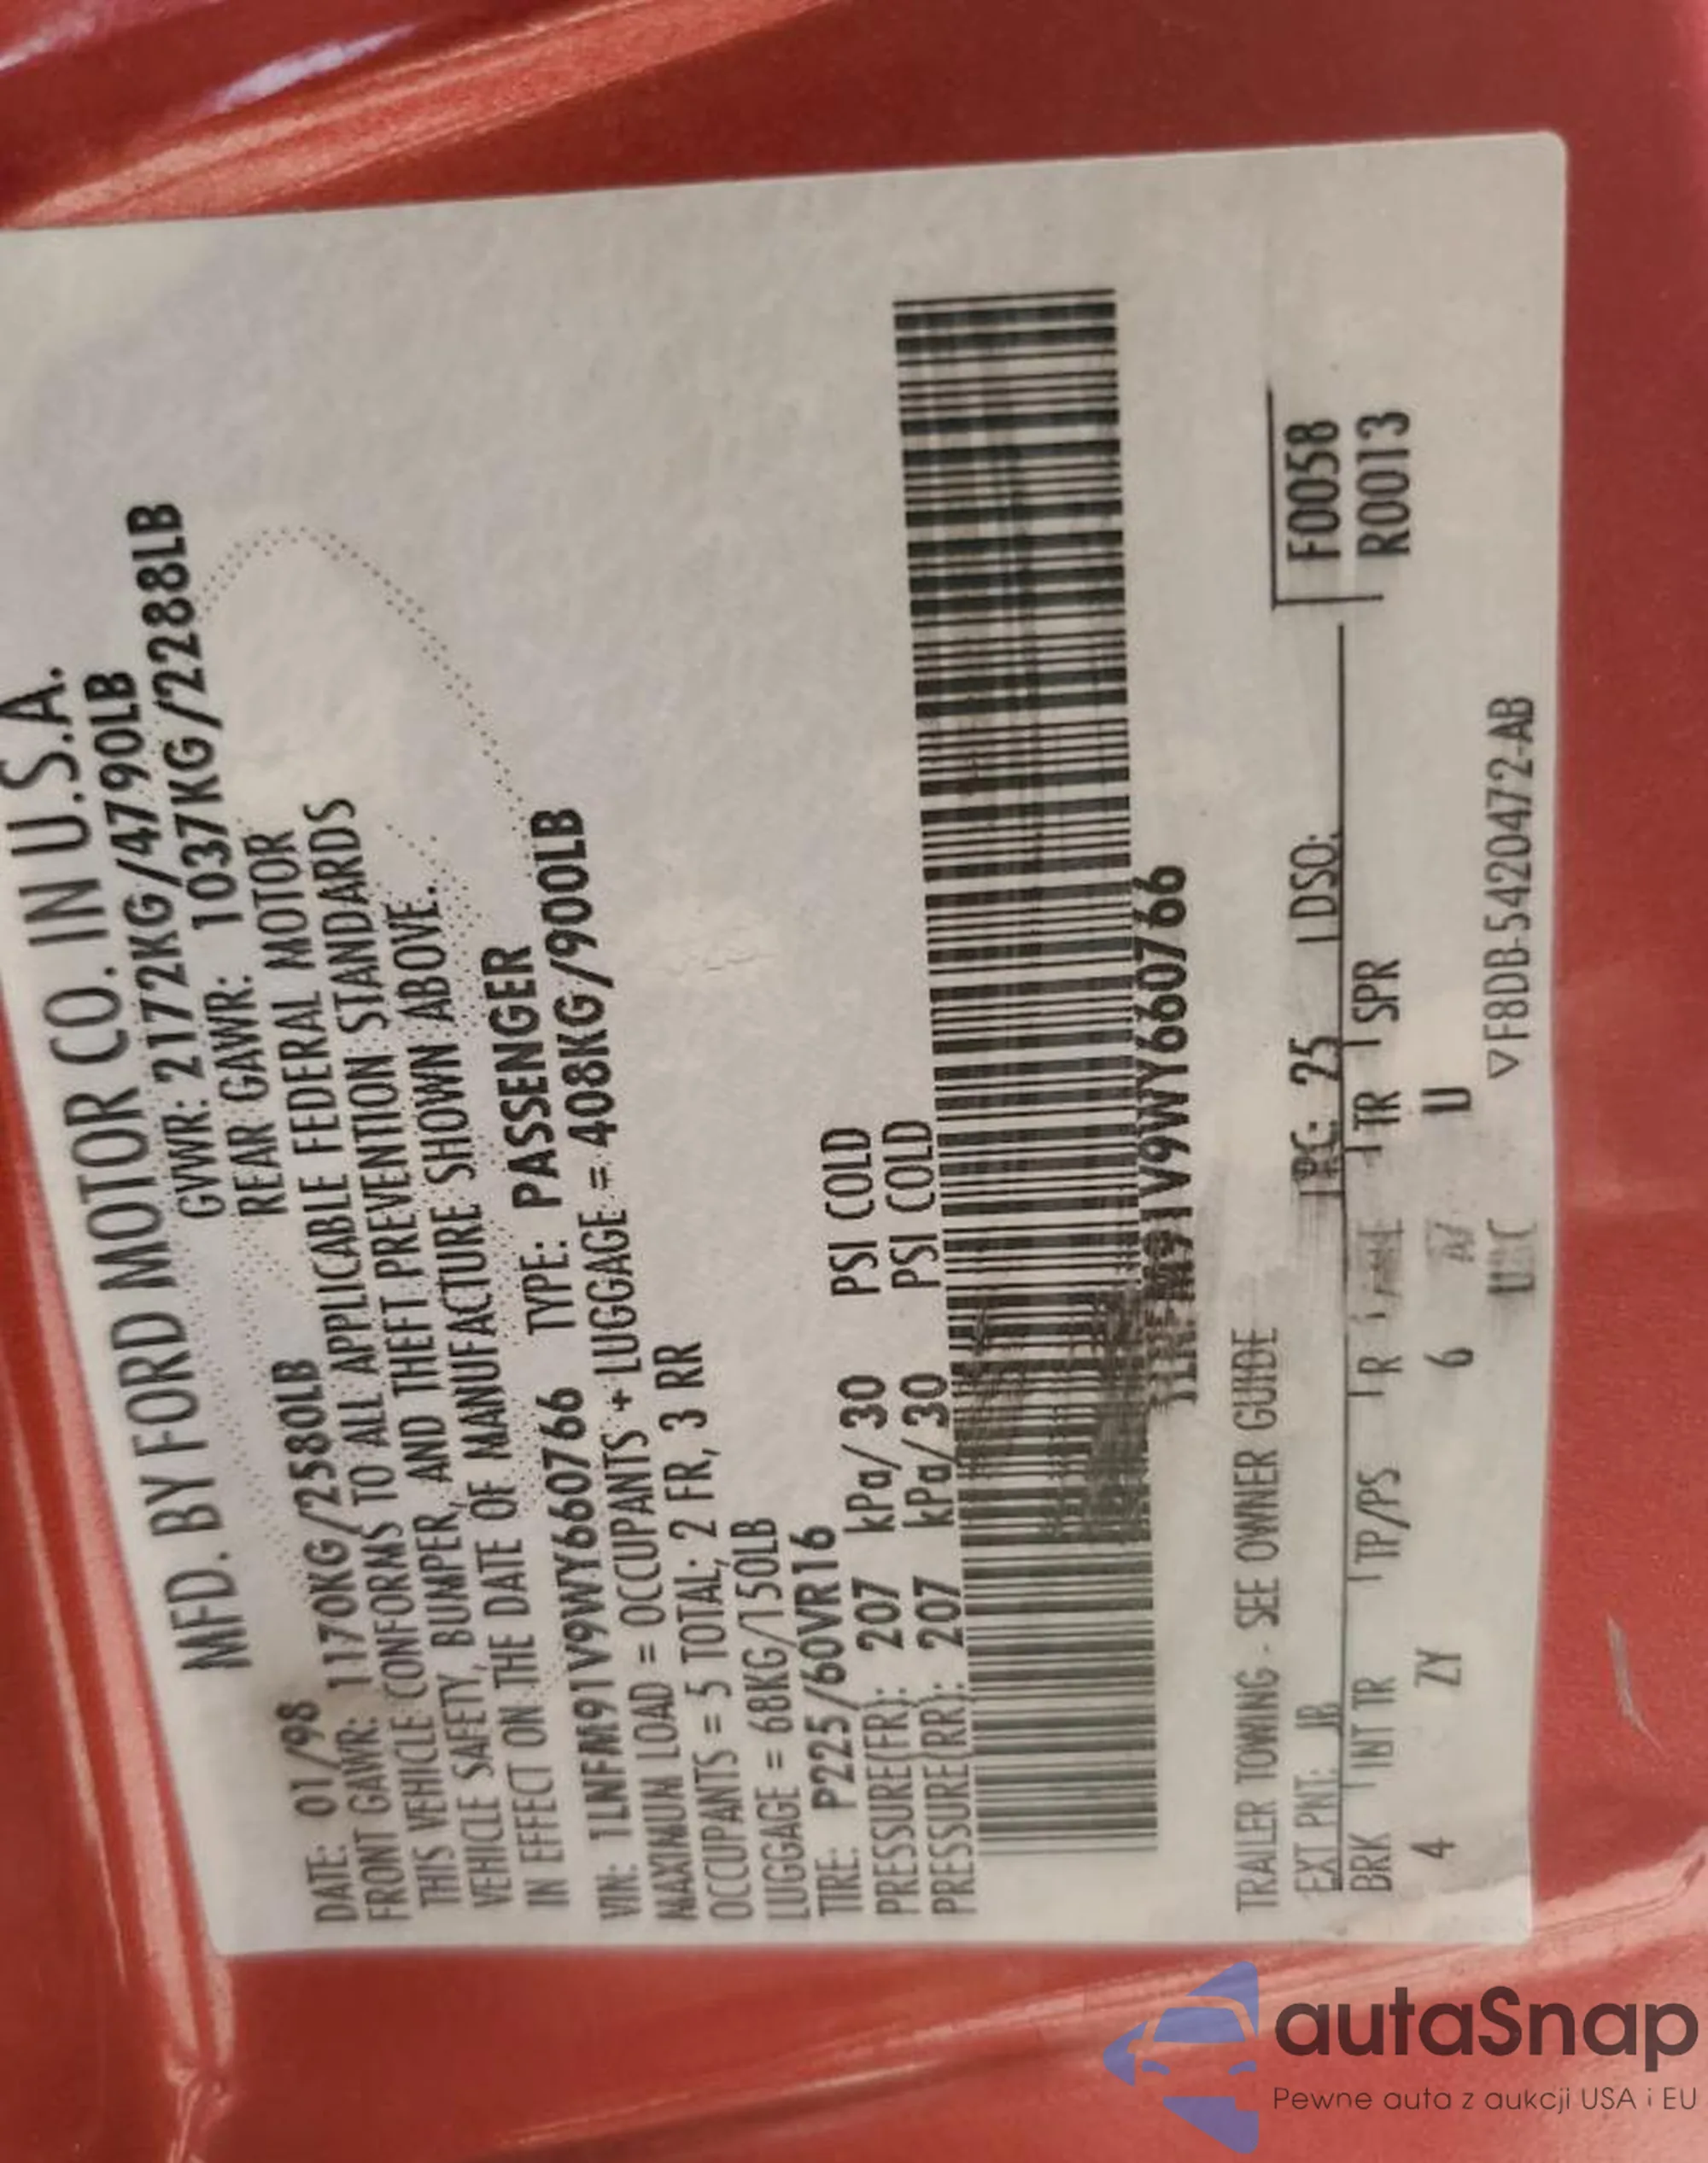 MFD. BY FORD MOTOR CO. IN U.S.A.
DATE: 01/98 GVWR: 2172KG/4790LB
FRONT GAWR: 1170KG/2580LB REAR GAWR: 1037KG/2288LB
THIS VEHICLE CONFORMS TO ALL APPLICABLE FEDERAL MOTOR
VEHICLE SAFETY, BUMPER, AND THEFT PREVENTION STANDARDS
IN EFFECT ON THE DATE OF MANUFACTURE SHOWN ABOVE.
VIN: 1LNFM91V9WY660766 TYPE: PASSENGER
MAXIMUM LOAD = OCCUPANTS + LUGGAGE = 408KG/900LB
OCCUPANTS = 5 TOTAL; 2 FR, 3 RR
LUGGAGE = 68KG/150LB
TIRE: P225/60VR16
PRESSURE(FR): 207 kPa/ 30 PSI COLD
PRESSURE(RR): 207 kPa/ 30 PSI COLD
1LNFM91V9WY660766
TRAILER TOWING - SEE OWNER GUIDE
EXT PNT: JB RC: 25 DSO: F0058
BRK INT TR TP/PS R AXLE TR SPR R0013
4 ZY 6 U
▽F8DB-5420472-AB
autaSnap
Pewne auta z aukcji USA i EU